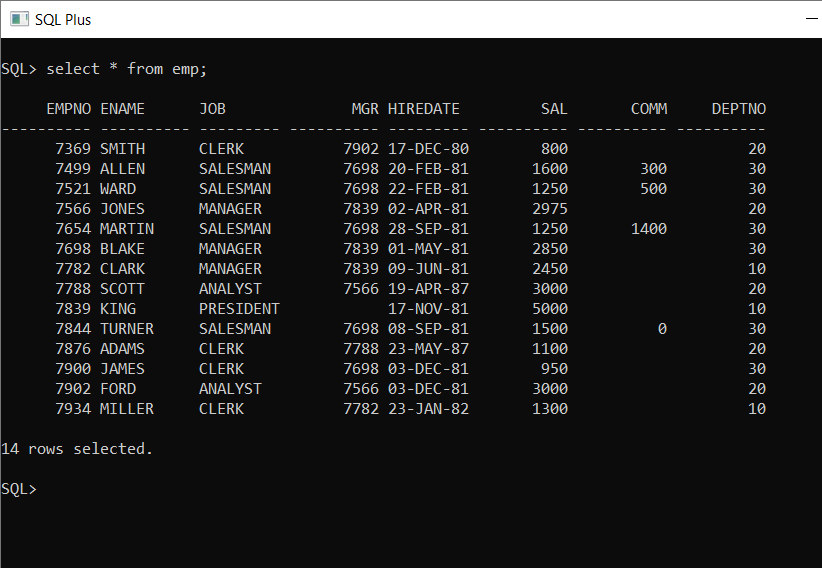 SQL Plus
SQL> select * from emp;
     EMPNO ENAME      JOB              MGR HIREDATE         SAL       COMM     DEPTNO
---------- ---------- --------- ---------- --------- ---------- ---------- ----------
      7369 SMITH      CLERK           7902 17-DEC-80        800                    20
      7499 ALLEN      SALESMAN        7698 20-FEB-81       1600        300         30
      7521 WARD       SALESMAN        7698 22-FEB-81       1250        500         30
      7566 JONES      MANAGER         7839 02-APR-81       2975                    20
      7654 MARTIN     SALESMAN        7698 28-SEP-81       1250       1400         30
      7698 BLAKE      MANAGER         7839 01-MAY-81       2850                    30
      7782 CLARK      MANAGER         7839 09-JUN-81       2450                    10
      7788 SCOTT      ANALYST         7566 19-APR-87       3000                    20
      7839 KING       PRESIDENT            17-NOV-81       5000                    10
      7844 TURNER     SALESMAN        7698 08-SEP-81       1500          0         30
      7876 ADAMS      CLERK           7788 23-MAY-87       1100                    20
      7900 JAMES      CLERK           7698 03-DEC-81        950                    30
      7902 FORD       ANALYST         7566 03-DEC-81       3000                    20
      7934 MILLER     CLERK           7782 23-JAN-82       1300                    10
14 rows selected.
SQL>